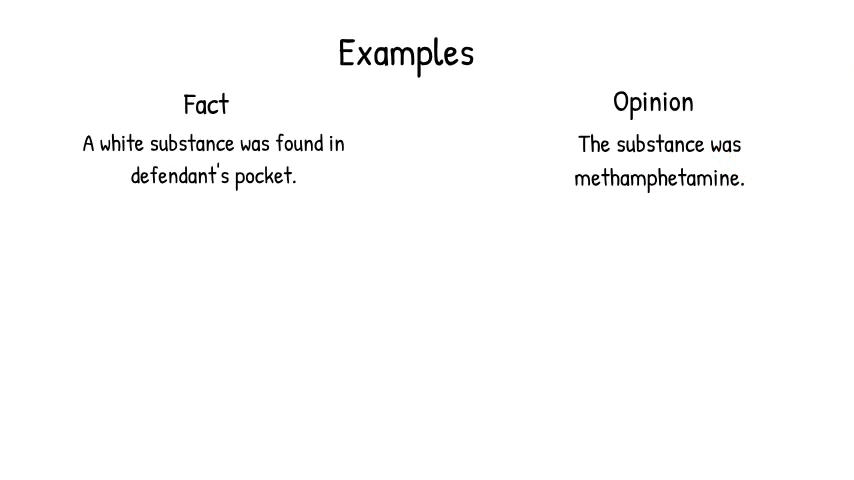 Examples
Fact
A white substance was found in
defendant's pocket.
Opinion
The substance was
methamphetamine.